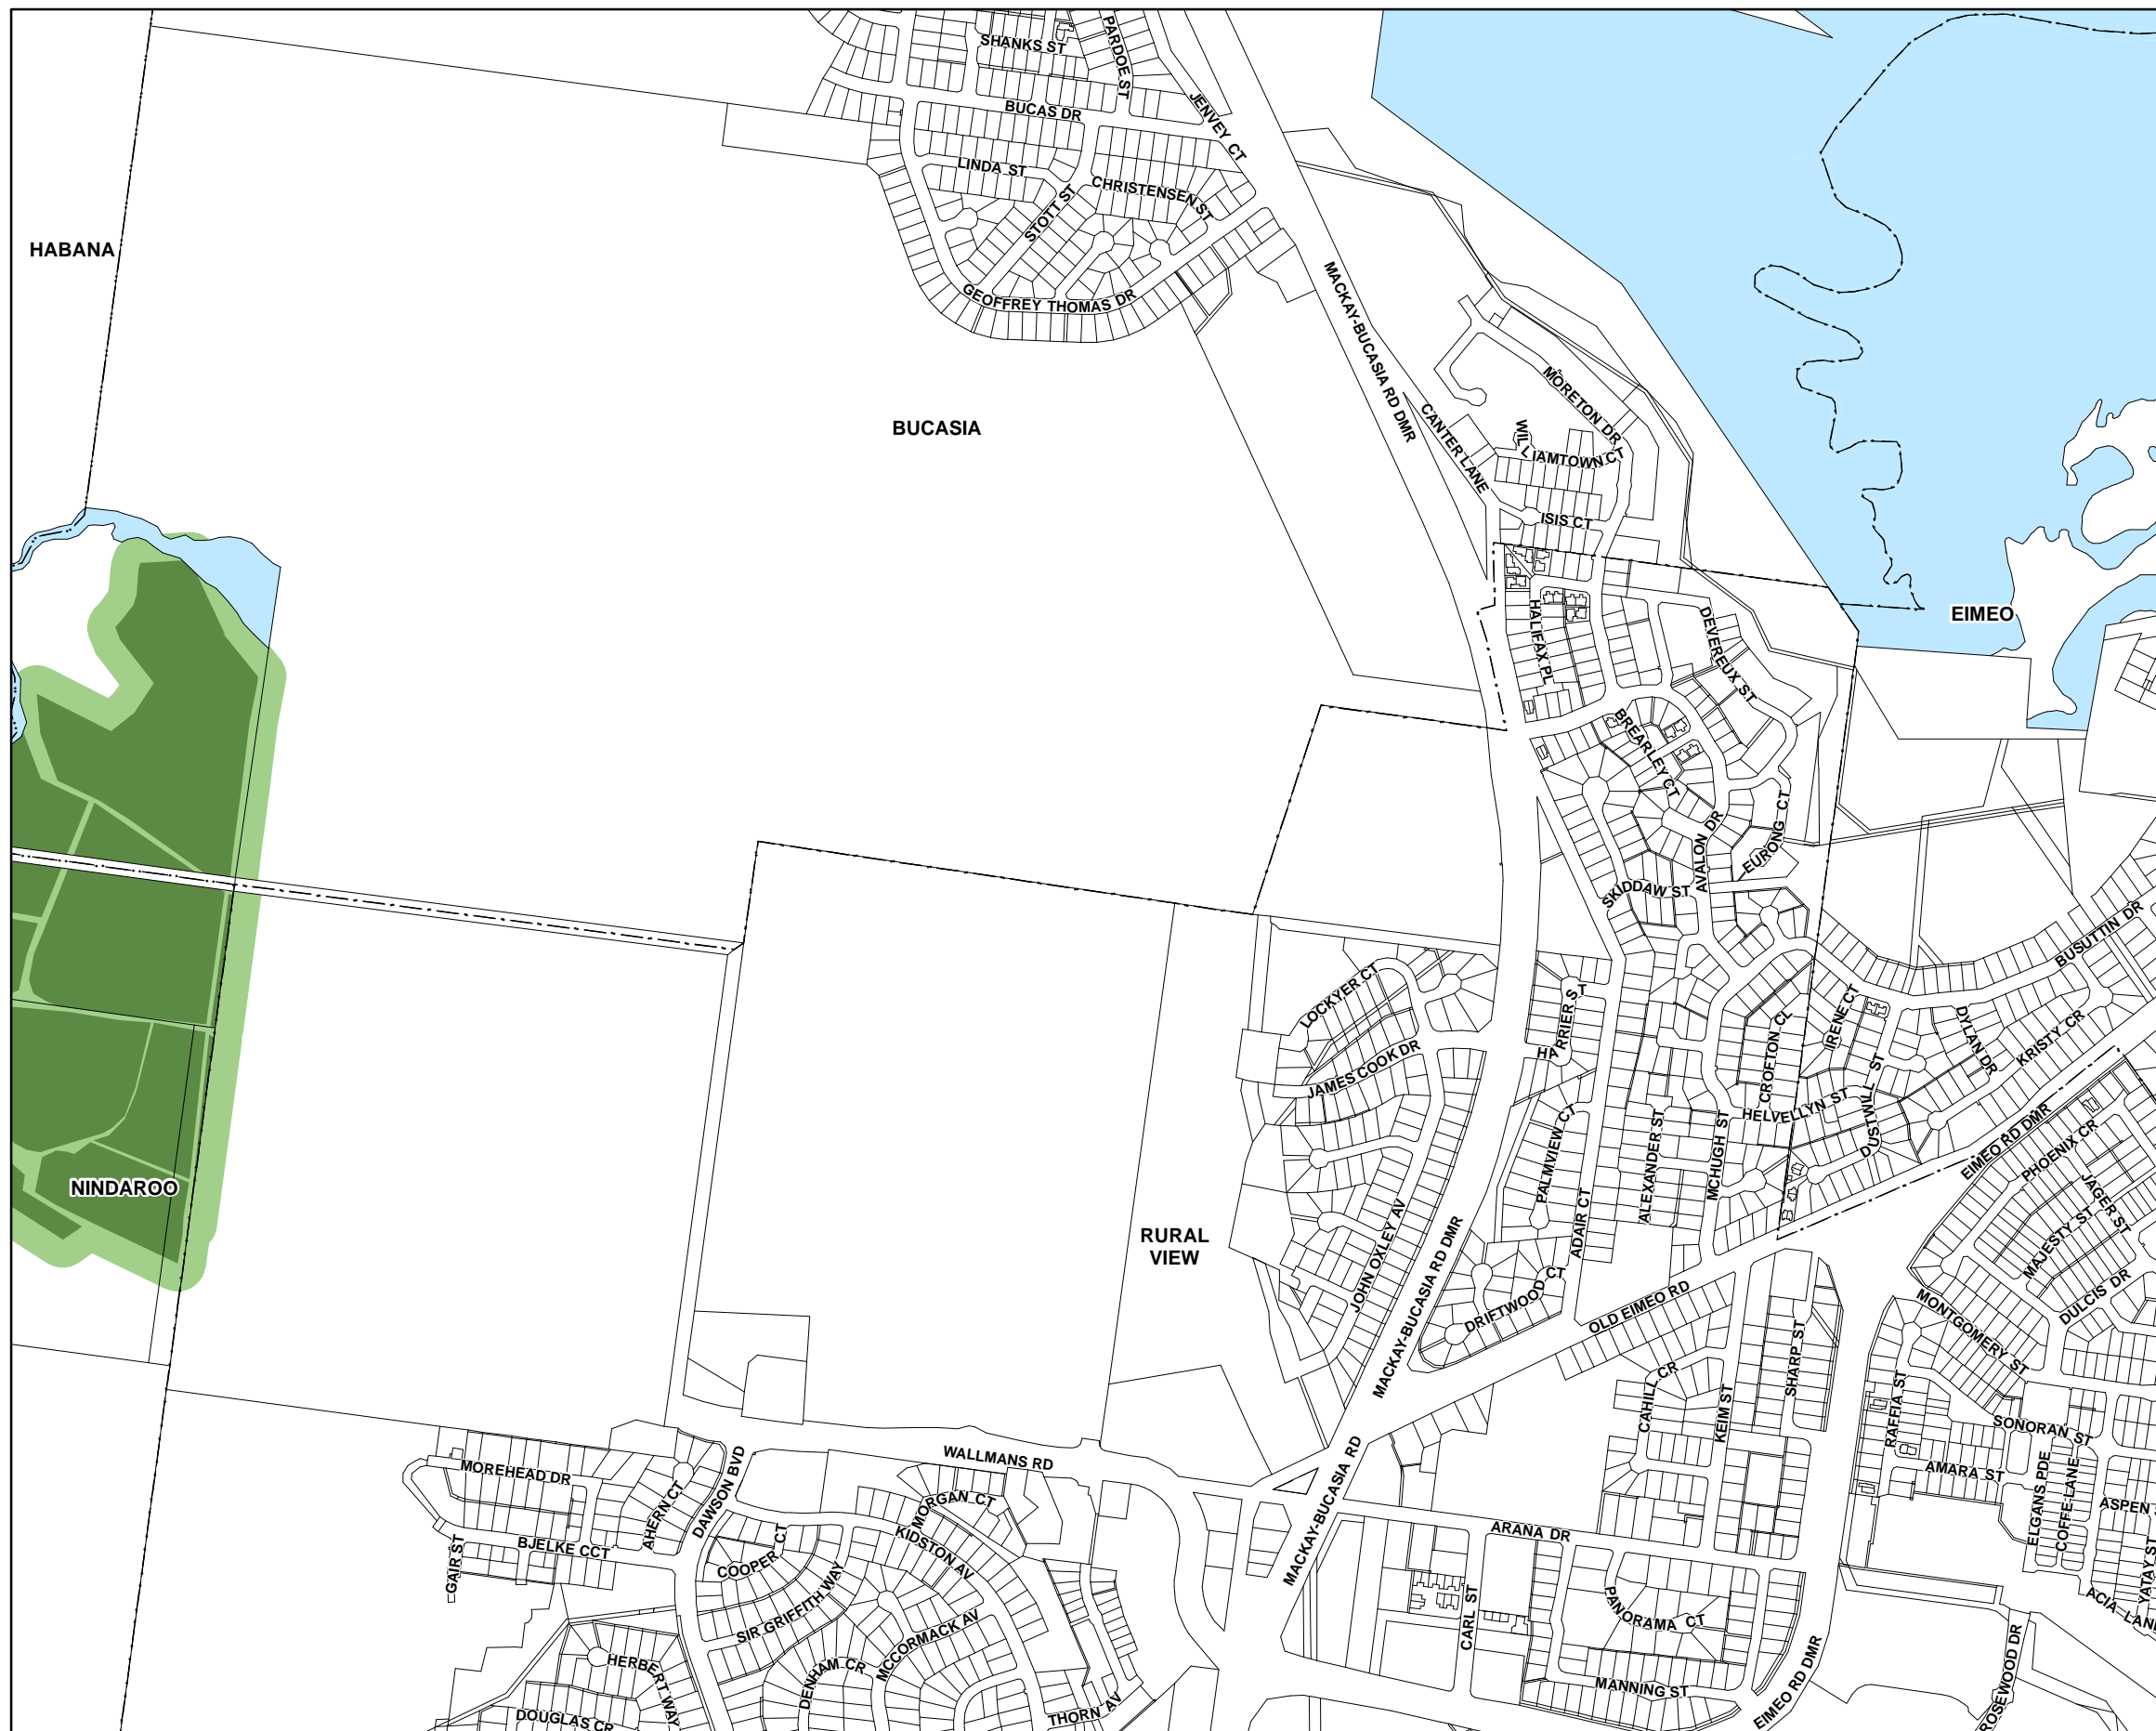 SHANKS ST
PARDOE ST
BUCAS DR
JENVEY CT
LINDA ST
CHRISTENSEN ST
STOTT ST
HABANA
GEOFFREY THOMAS DR
MACKAY-BUCASIA RD DMR
MORETON DR
BUCASIA
CANTER LANE
WILLIAMTOWN CT
ISIS CT
EIMEO
HALIFAX PL
DEVEREUX ST
BREARLEY CT
AVALON DR
EURONG CT
SKIDDAW ST
BUSUTTIN DR
LOCKYER CT
HARRIER ST
IRENE CT
DYLAN DR
KRISTY CR
CROFTON CL
JAMES COOK DR
HELVELLYN ST
DUSTWILL ST
EIMEO RD DMR
PHOENIX CR
PALMVIEW CT
ALEXANDER ST
MCHUGH ST
NINDAROO
JAGER ST
MAJESTY ST
RURAL
VIEW
ADAIR CT
JOHN OXLEY AV
MACKAY-BUCASIA RD DMR
DRIFTWOOD CT
OLD EIMEO RD
DULCIS DR
MONTGOMERY ST
SHARP ST
CAHILL CR
KEIM ST
RAFFIA ST
SONORAN ST
WALLMANS RD
MOREHEAD DR
AHERN CT
DAWSON BVD
MORGAN CT
MACKAY-BUCASIA RD
AMARA ST
ELGANS PDE
COFFE LANE
ASPEN
ARANA DR
KIDSTON AV
BJELKE CCT
GAIR ST
COOPER CT
SIR GRIFFITH WAY
CARL ST
PANORAMA CT
YATAY ST
ACIA LANE
MCCORMACK AV
HERBERT WAY
DENHAM CR
MANNING ST
EIMEO RD DMR
ROSEWOOD DR
THORN AV
DOUGLAS CR